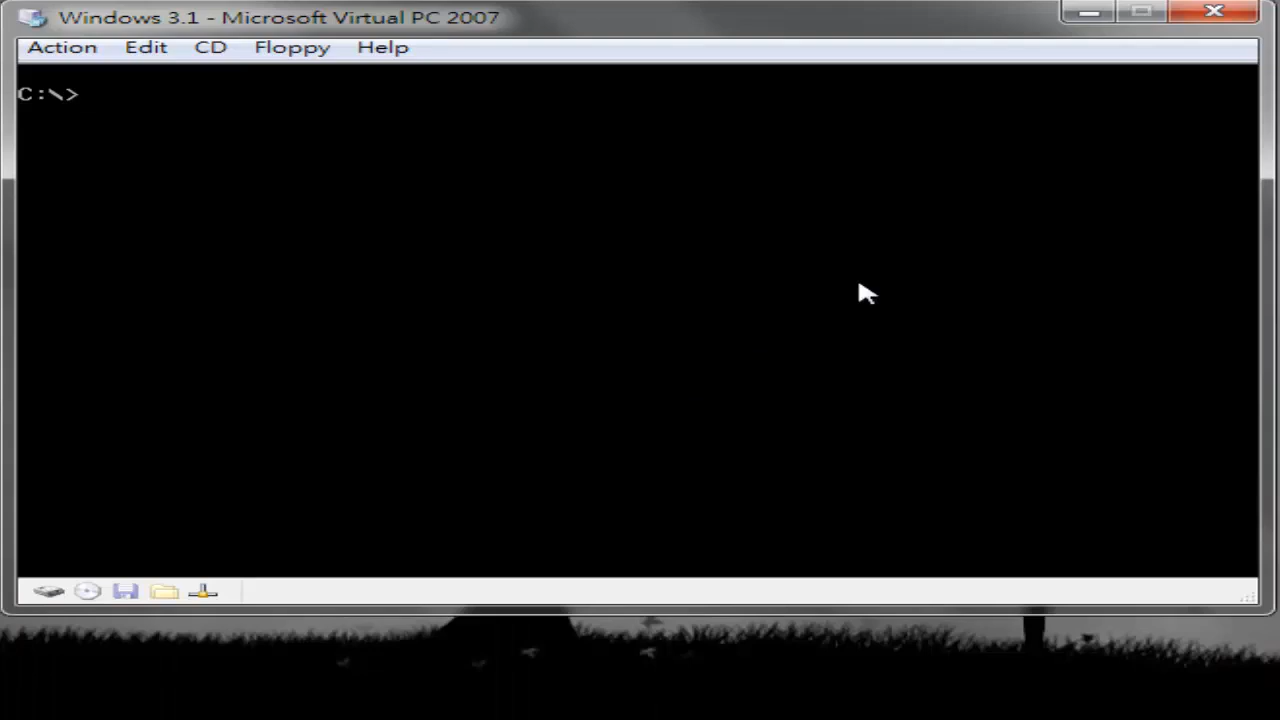 Windows 3.1 - Microsoft Virtual PC 2007
Action Edit CD Floppy Help
C:\>